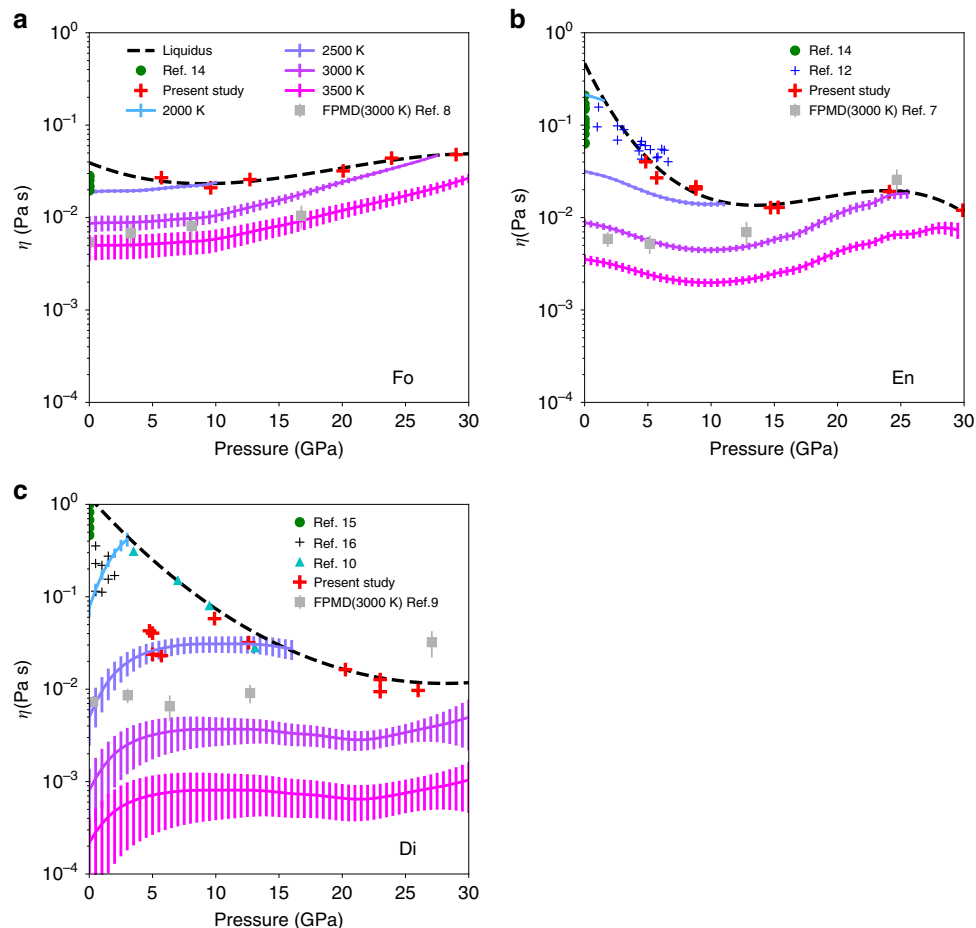 a
10^0
10^−1
10^−2
10^−3
10^−4
η (Pa s)
Liquidus
Ref. 14
Present study
2000 K
2500 K
3000 K
3500 K
FPMD(3000 K) Ref. 8
Fo
0 5 10 15 20 25 30
Pressure (GPa)
b
10^0
10^−1
10^−2
10^−3
10^−4
η(Pa s)
Ref. 14
Ref. 12
Present study
FPMD(3000 K) Ref. 7
En
0 5 10 15 20 25 30
Pressure (GPa)
c
10^0
10^−1
10^−2
10^−3
10^−4
η(Pa s)
Ref. 15
Ref. 16
Ref. 10
Present study
FPMD(3000 K) Ref.9
Di
0 5 10 15 20 25 30
Pressure (GPa)